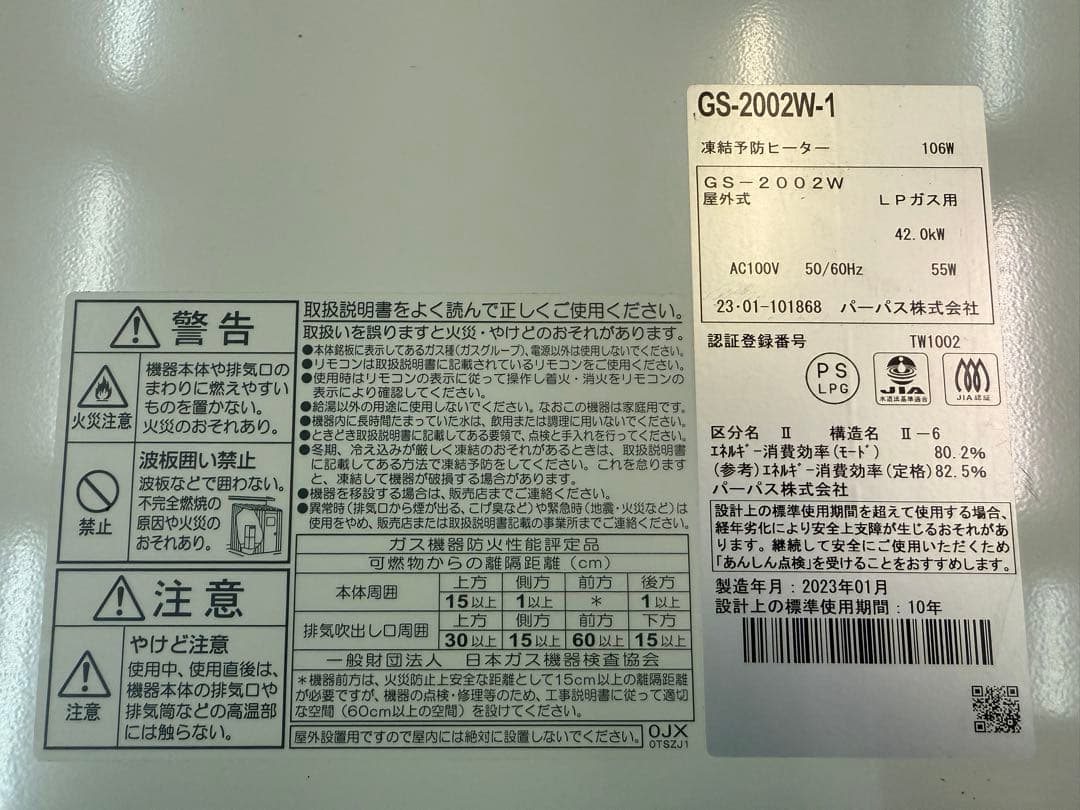 警告
火災注意
機器本体や排気口の
まわりに燃えやすい
ものを置かない。
火災のおそれあり。
禁止
波板囲い禁止
波板などで囲わない。
不完全燃焼の
原因や火災の
おそれあり。
注意
注意
やけど注意
使用中、使用直後は、
機器本体の排気口や
排気筒などの高温部
には触らない。
取扱説明書をよく読んで正しくご使用ください。
取扱いを誤りますと火災・やけどのおそれがあります。
●本体銘板に表示してあるガス種(ガスグループ)、電源以外は使用しないでください。
●リモコンは取扱説明書に記載されているリモコンをご使用ください。
●使用時はリモコンの表示に従って操作し着火・消火をリモコンの
表示により確認してください。
●給湯以外の用途に使用しないでください。なおこの機器は家庭用です。
●機器内に長時間たまっていた水は、飲用または調理に用いないでください。
●ときどき取扱説明書に記載してある要領で、点検と手入れを行ってください。
●冬期、冷え込みが厳しく凍結のおそれがあるときは、取扱説明書
に記載してある方法で凍結予防をしてください。これを怠ります
と、凍結して機器が破損する場合があります。
●機器を移設する場合は、販売店までご連絡ください。
●異常時(排気口から煙が出る、こげ臭など)や緊急時(地震・火災など)は
使用をやめ、販売店または取扱説明書記載の事業所までご連絡ください。
ガス機器防火性能評定品
可燃物からの離隔距離(cm)
本体周囲 上方 側方 前方 後方
15以上 1以上 * 1以上
排気吹出し口周囲 上方 側方 前方 下方
30以上 15以上 60以上 15以上
一般財団法人 日本ガス機器検査協会
*機器前方は、火災防止上安全な距離として15cm以上の離隔距離
が必要ですが、機器の点検・修理等のため、工事説明書に従って適切
な空間(60cm以上の空間)を設けてください。
屋外設置用ですので屋内には絶対に設置しないでください。
0JX
0TSZJ1
GS-2002W-1
凍結予防ヒーター 106W
GS-2002W
屋外式 LPガス用
42.0kW
AC100V 50/60Hz 55W
23・01-101868 パーパス株式会社
認証登録番号 TW1002
PS
LPG
JIA
水道法基準適合
JIA認証
区分名 Ⅱ 構造名 Ⅱ-6
エネルギー消費効率(モード) 80.2%
(参考)エネルギー消費効率(定格)82.5%
パーパス株式会社
設計上の標準使用期間を超えて使用する場合、
経年劣化により安全上支障が生じるおそれがあ
ります。継続して安全にご使用いただくため
「あんしん点検」を受けることをおすすめします。
製造年月:2023年01月
設計上の標準使用期間:10年